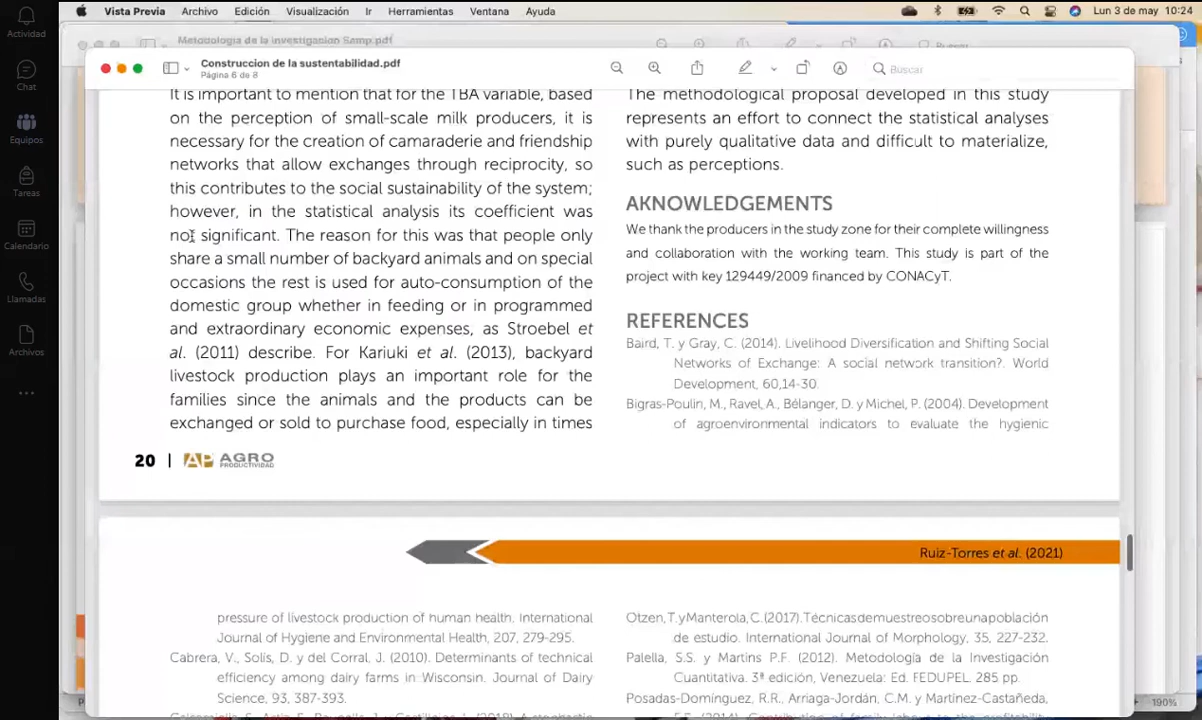 Vista Previa Archivo Edición Visualización Ir Herramientas Ventana Ayuda Lun 3 de may 10:24
Actividad
Chat
Equipos
Tareas
Calendario
Llamadas
Archivos
Metodologia de la investigacion Samp.pdf
Construccion de la sustentabilidad.pdf
Página 6 de 8
Buscar
It is important to mention that for the TBA variable, based
on the perception of small-scale milk producers, it is
necessary for the creation of camaraderie and friendship
networks that allow exchanges through reciprocity, so
this contributes to the social sustainability of the system;
however, in the statistical analysis its coefficient was
not significant. The reason for this was that people only
share a small number of backyard animals and on special
occasions the rest is used for auto-consumption of the
domestic group whether in feeding or in programmed
and extraordinary economic expenses, as Stroebel et
al. (2011) describe. For Kariuki et al. (2013), backyard
livestock production plays an important role for the
families since the animals and the products can be
exchanged or sold to purchase food, especially in times
The methodological proposal developed in this study
represents an effort to connect the statistical analyses
with purely qualitative data and difficult to materialize,
such as perceptions.
AKNOWLEDGEMENTS
We thank the producers in the study zone for their complete willingness
and collaboration with the working team. This study is part of the
project with key 129449/2009 financed by CONACyT.
REFERENCES
Baird, T. y Gray, C. (2014). Livelihood Diversification and Shifting Social
Networks of Exchange: A social network transition?. World
Development, 60,14-30.
Bigras-Poulin, M., Ravel, A., Bélanger, D. y Michel, P. (2004). Development
of agroenvironmental indicators to evaluate the hygienic
20 | AP AGRO
PRODUCTIVIDAD
Ruiz-Torres et al. (2021)
pressure of livestock production of human health. International
Journal of Hygiene and Environmental Health, 207, 279-295.
Cabrera, V., Solís, D. y del Corral, J. (2010). Determinants of technical
efficiency among dairy farms in Wisconsin. Journal of Dairy
Science, 93, 387-393.
Otzen, T. y Manterola, C. (2017). Técnicas de muestreo sobre una población
de estudio. International Journal of Morphology, 35, 227-232.
Palella, S.S. y Martins P.F. (2012). Metodología de la Investigación
Cuantitativa. 3ª edición, Venezuela: Ed. FEDUPEL. 285 pp.
Posadas-Domínguez, R.R., Arriaga-Jordán, C.M. y Martínez-Castañeda,
190%